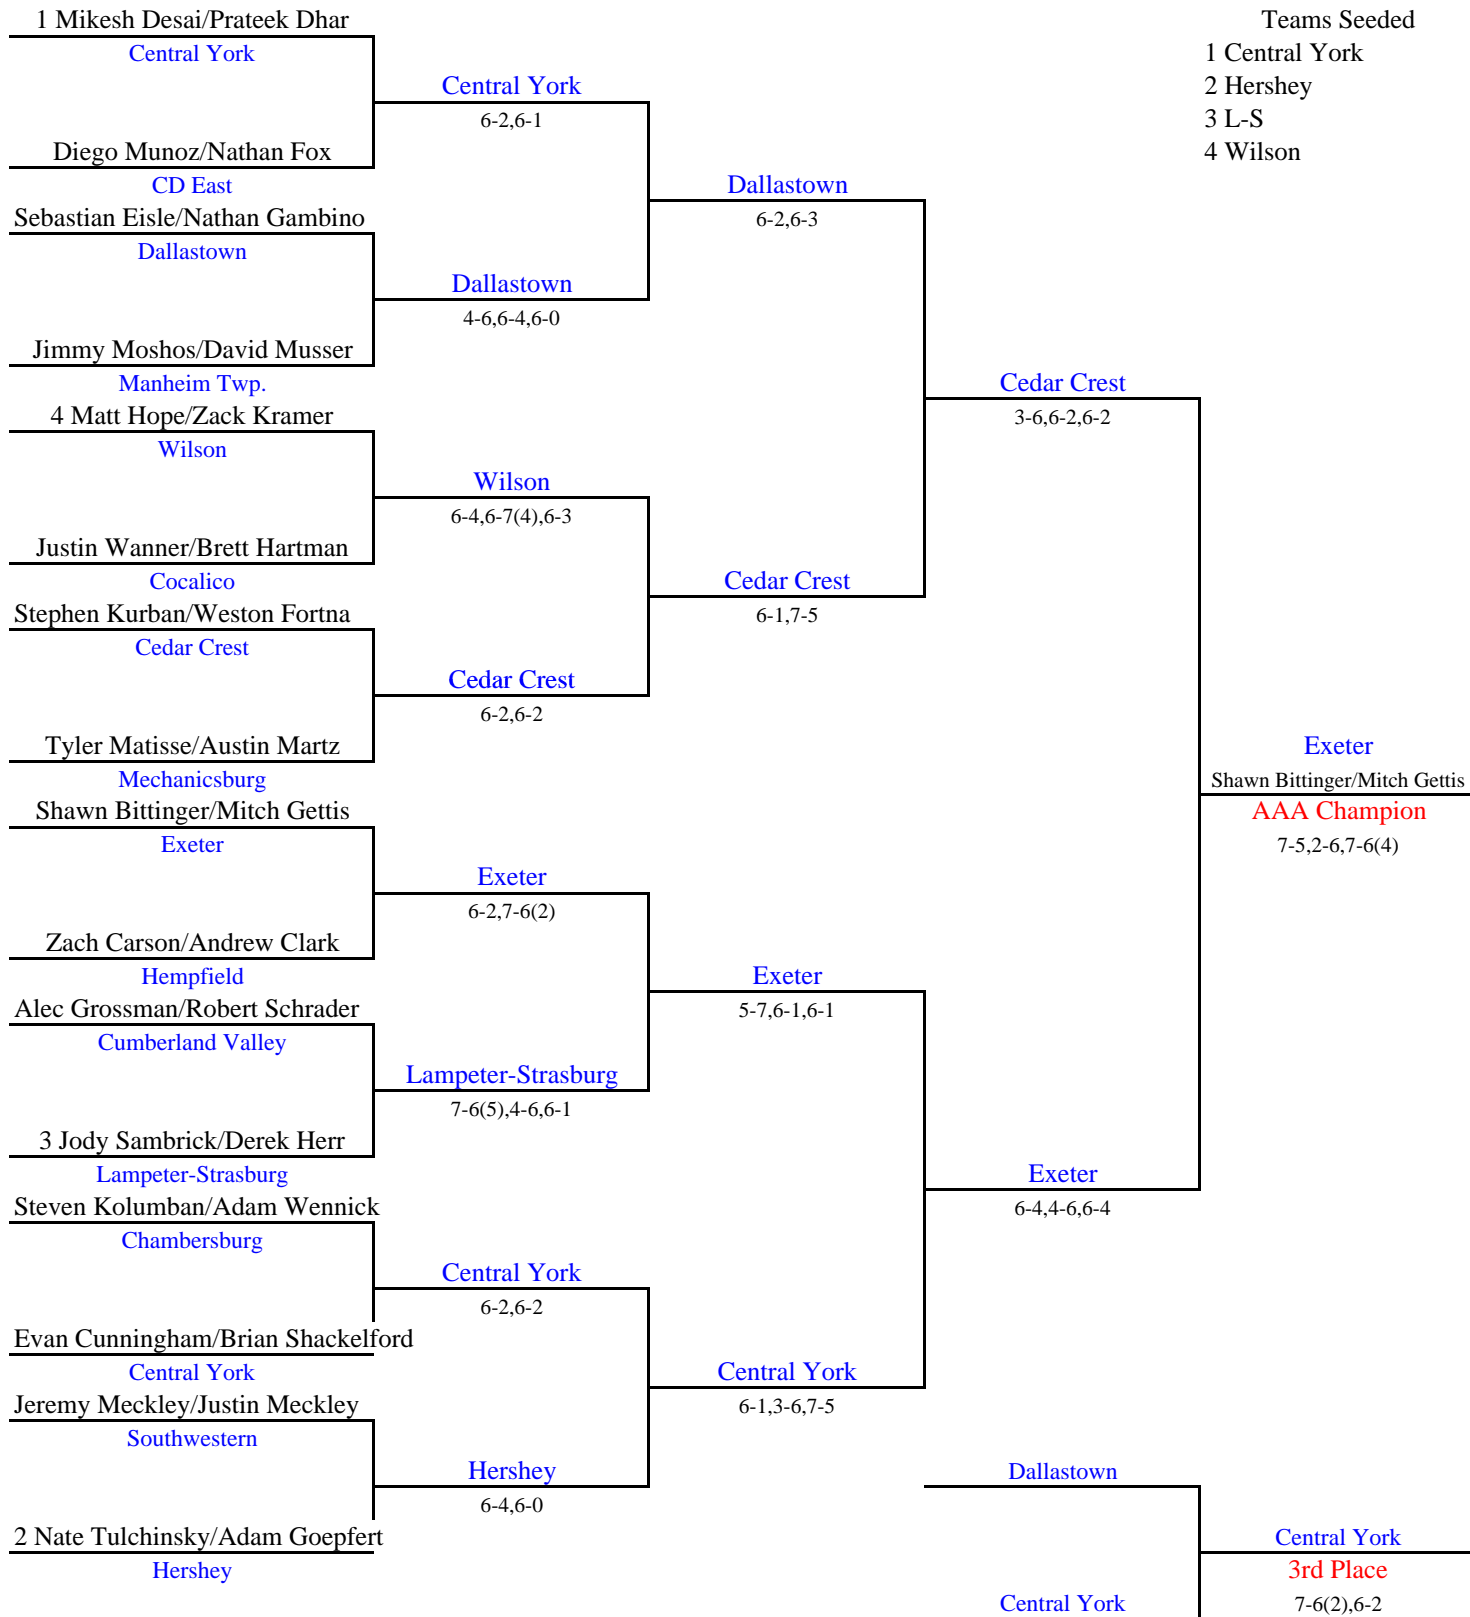 1 Mikesh Desai/Prateek Dhar
Central York
Diego Munoz/Nathan Fox
CD East
Sebastian Eisle/Nathan Gambino
Dallastown
Jimmy Moshos/David Musser
Manheim Twp.
4 Matt Hope/Zack Kramer
Wilson
Justin Wanner/Brett Hartman
Cocalico
Stephen Kurban/Weston Fortna
Cedar Crest
Tyler Matisse/Austin Martz
Mechanicsburg
Shawn Bittinger/Mitch Gettis
Exeter
Zach Carson/Andrew Clark
Hempfield
Alec Grossman/Robert Schrader
Cumberland Valley
3 Jody Sambrick/Derek Herr
Lampeter-Strasburg
Steven Kolumban/Adam Wennick
Chambersburg
Evan Cunningham/Brian Shackelford
Central York
Jeremy Meckley/Justin Meckley
Southwestern
2 Nate Tulchinsky/Adam Goepfert
Hershey
Central York
6-2,6-1
Dallastown
4-6,6-4,6-0
Wilson
6-4,6-7(4),6-3
Cedar Crest
6-2,6-2
Exeter
6-2,7-6(2)
Lampeter-Strasburg
7-6(5),4-6,6-1
Central York
6-2,6-2
Hershey
6-4,6-0
Dallastown
6-2,6-3
Cedar Crest
6-1,7-5
Exeter
5-7,6-1,6-1
Central York
6-1,3-6,7-5
Cedar Crest
3-6,6-2,6-2
Exeter
6-4,4-6,6-4
Dallastown
Central York
Teams Seeded
1 Central York
2 Hershey
3 L-S
4 Wilson
Exeter
Shawn Bittinger/Mitch Gettis
AAA Champion
7-5,2-6,7-6(4)
Central York
3rd Place
7-6(2),6-2